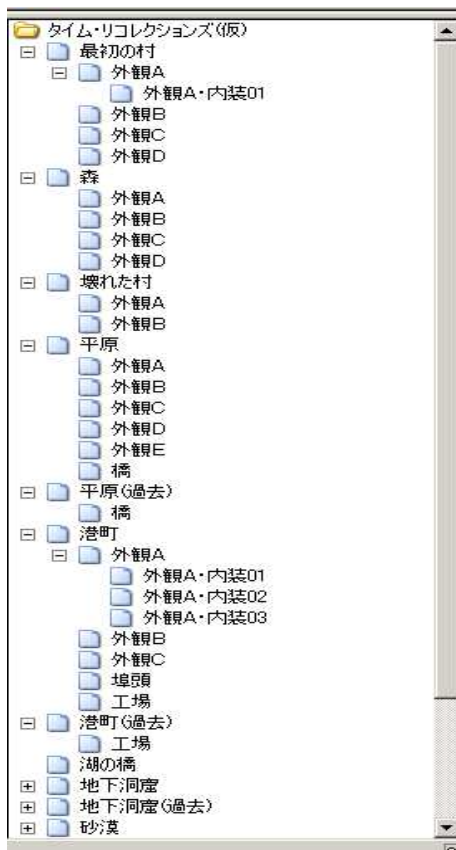 タイム・リコレクションズ(仮)
最初の村
外観A
外観A・内装01
外観B
外観C
外観D
森
外観A
外観B
外観C
外観D
壊れた村
外観A
外観B
平原
外観A
外観B
外観C
外観D
外観E
橋
平原(過去)
橋
港町
外観A
外観A・内装01
外観A・内装02
外観A・内装03
外観B
外観C
埠頭
工場
港町(過去)
工場
湖の橋
地下洞窟
地下洞窟(過去)
砂漠